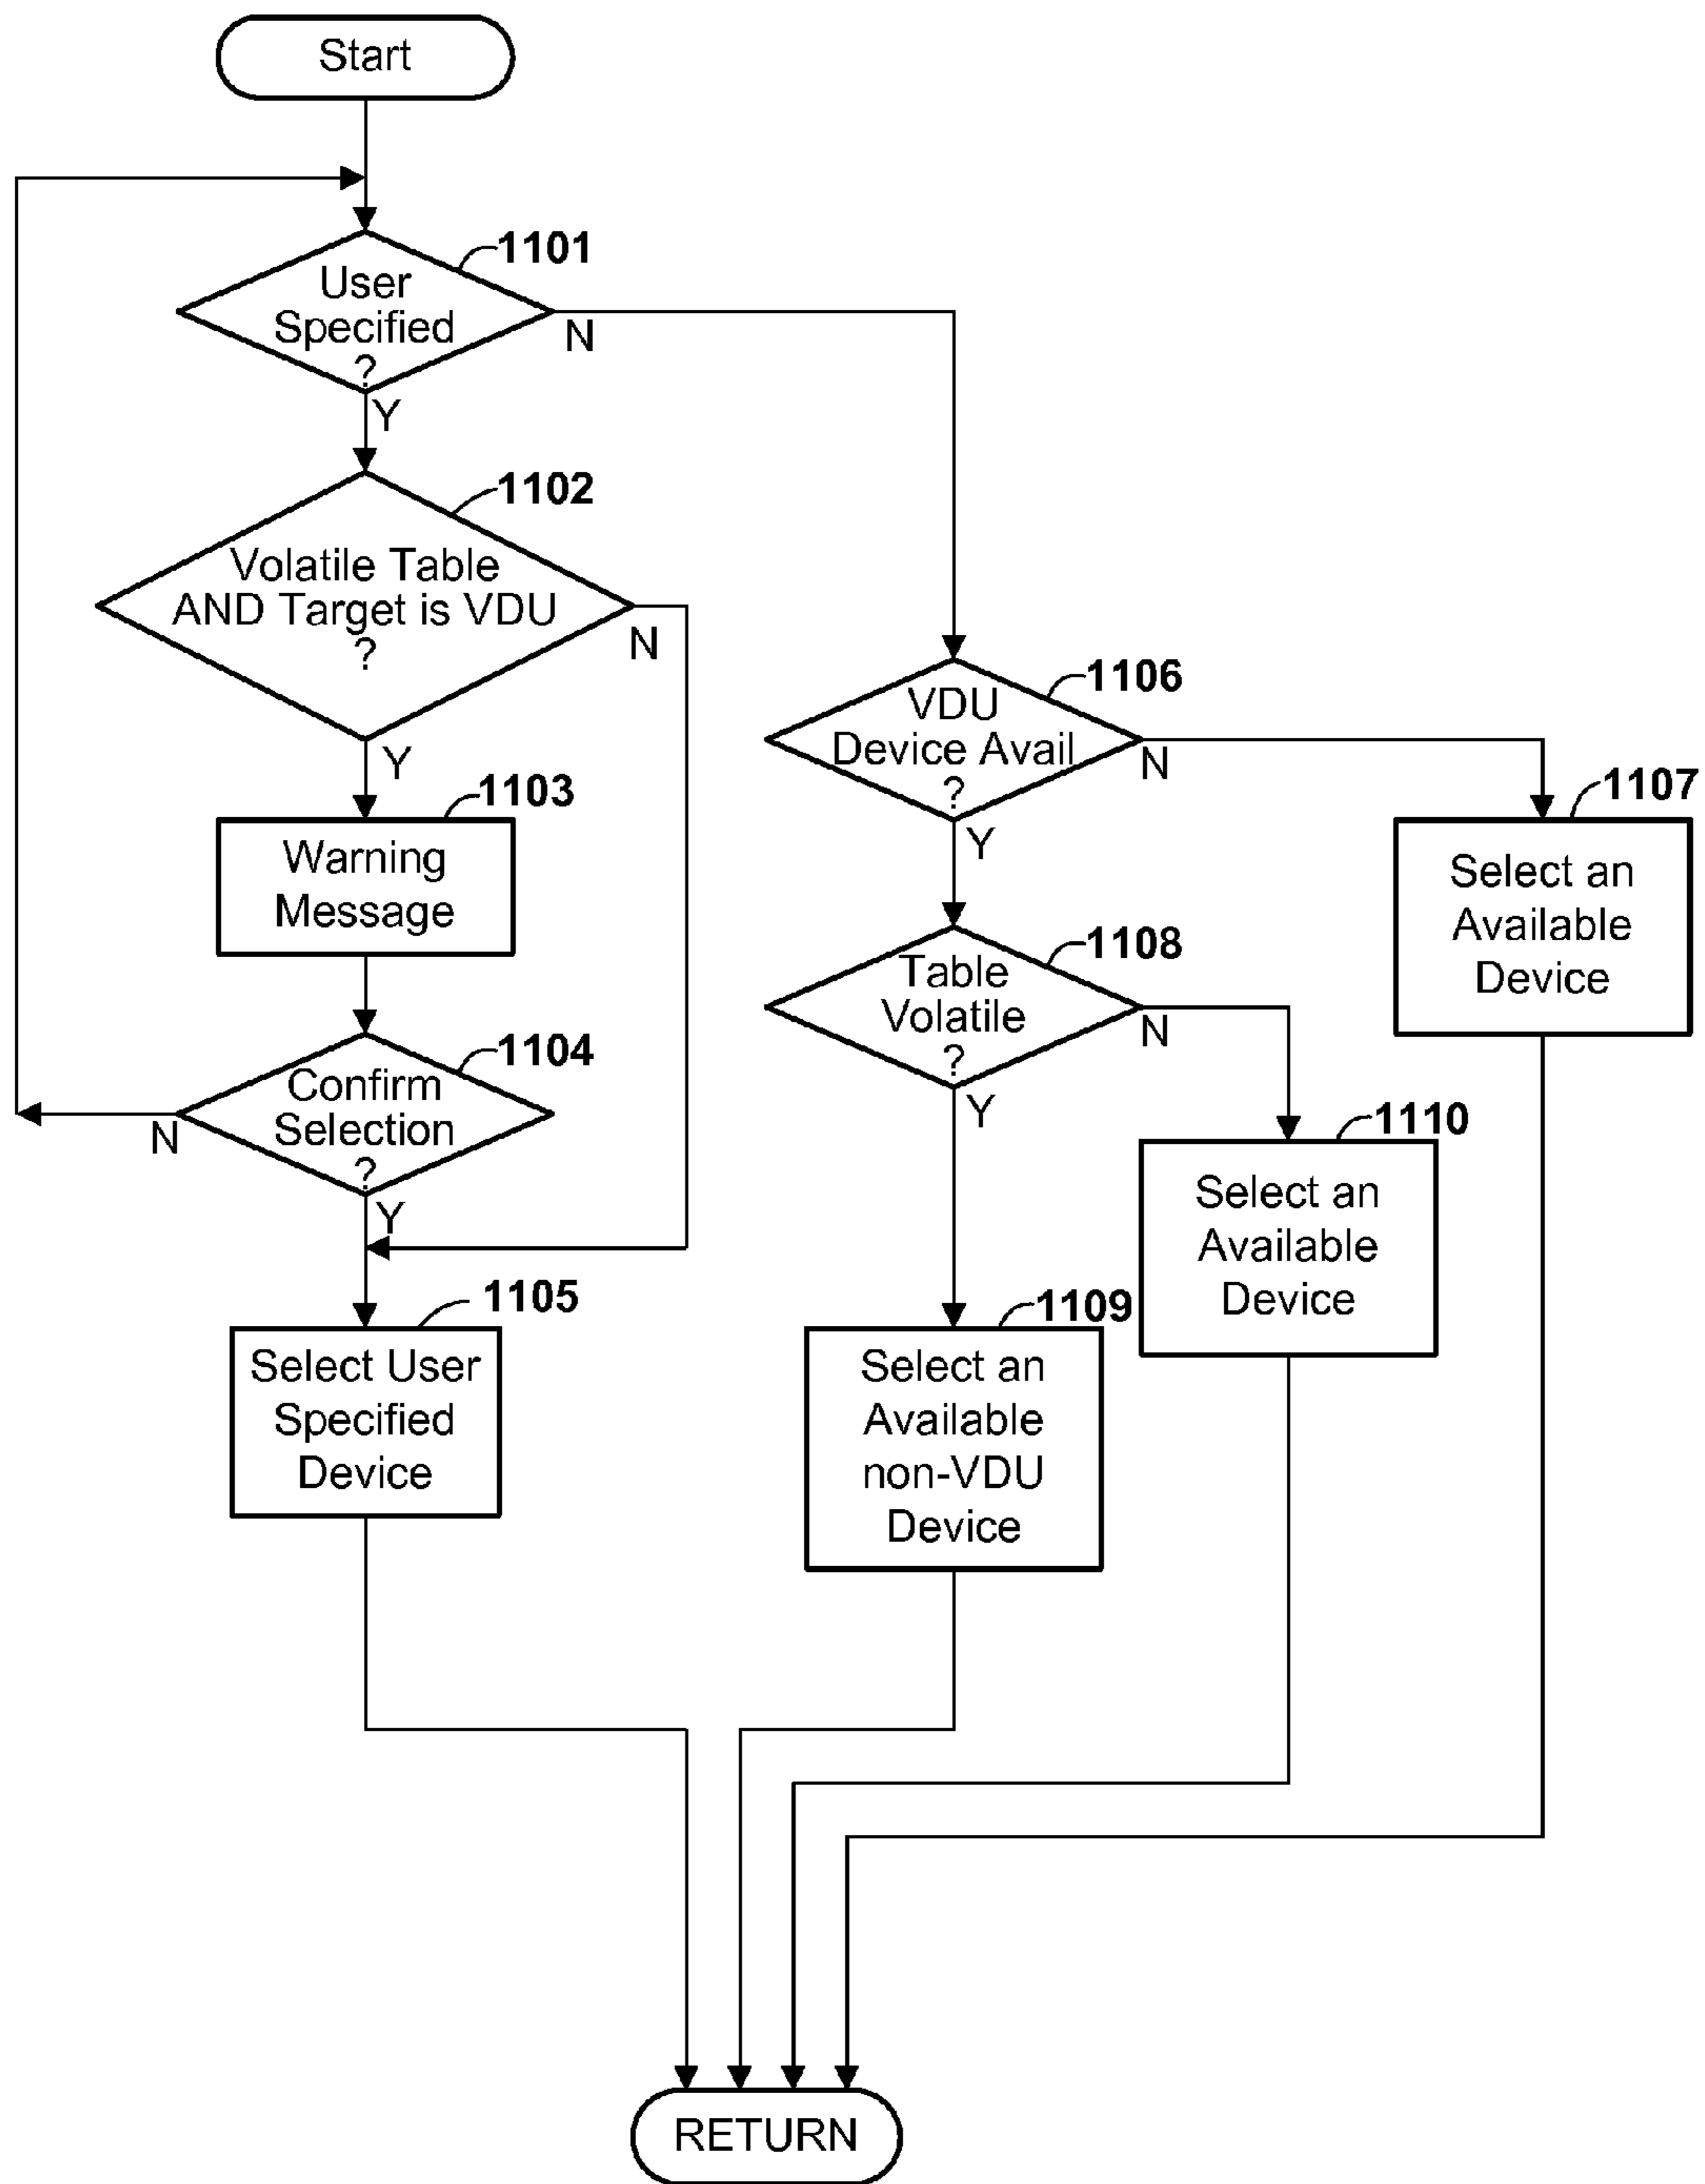 Start
1101
User
Specified
?
N
Y
1102
Volatile Table
AND Target is VDU
?
N
Y
1103
Warning
Message
1104
Confirm
Selection
?
N
Y
1105
Select User
Specified
Device
1106
VDU
Device Avail
?
N
Y
1107
Select an
Available
Device
1108
Table
Volatile
?
N
Y
1109
Select an
Available
non-VDU
Device
1110
Select an
Available
Device
RETURN